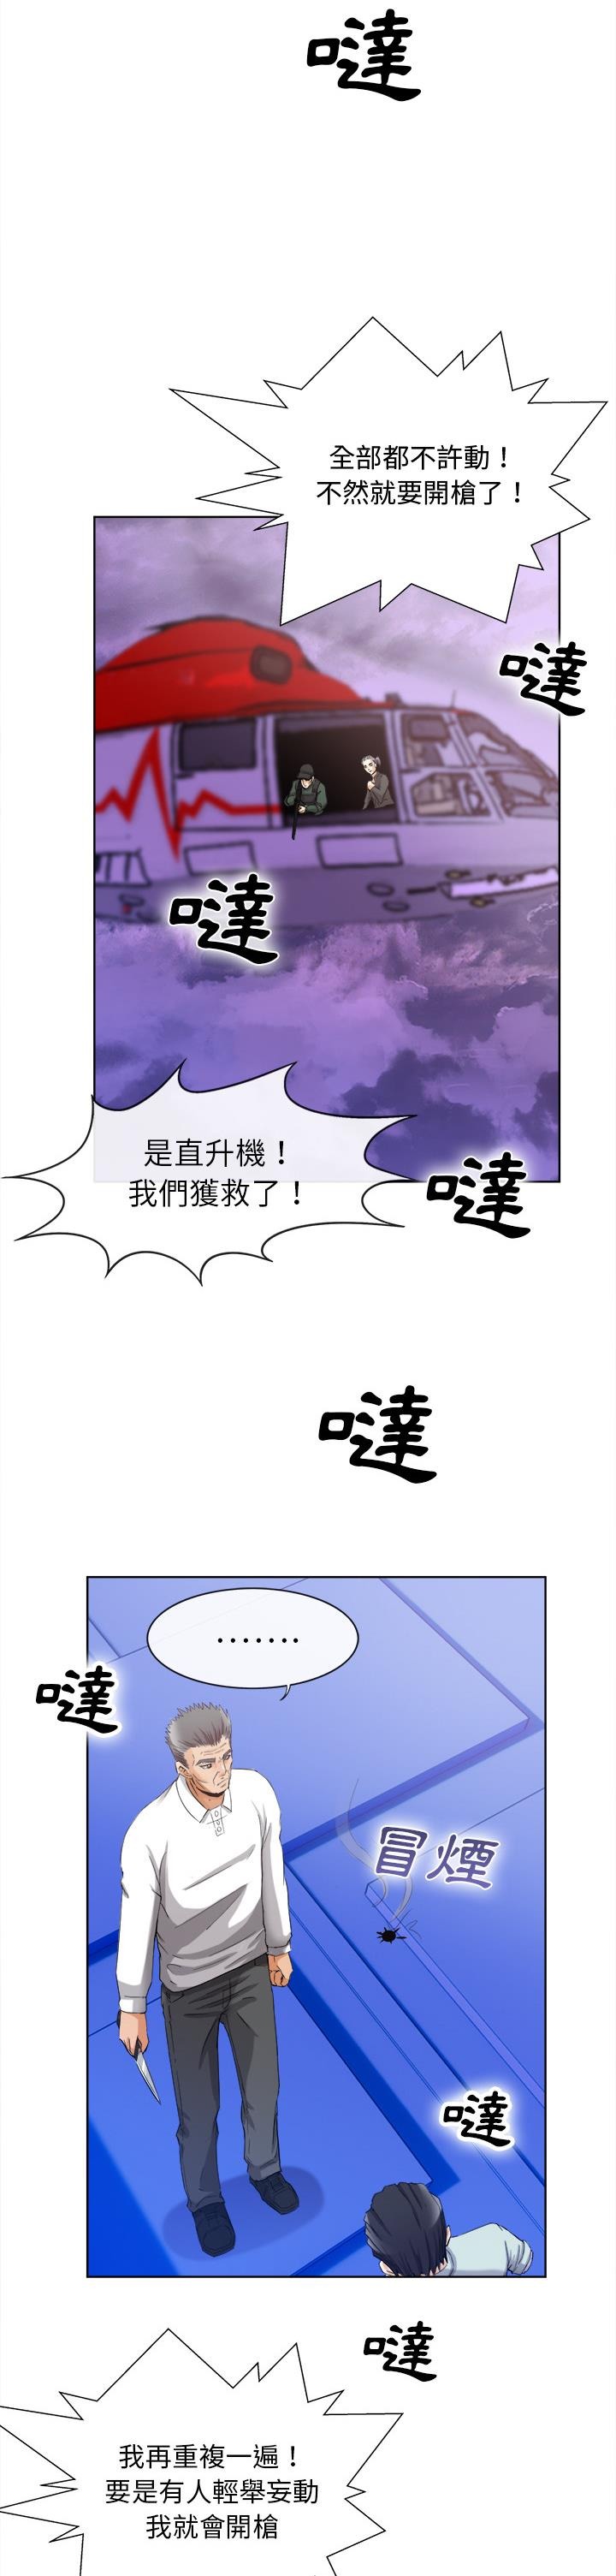 噠
全部都不許動！
不然就要開槍了！
噠
噠
是直升機！
我們獲救了！
噠
噠
．．．．．．．
噠
冒煙
噠
噠
我再重複一遍！
要是有人輕舉妄動
我就會開槍